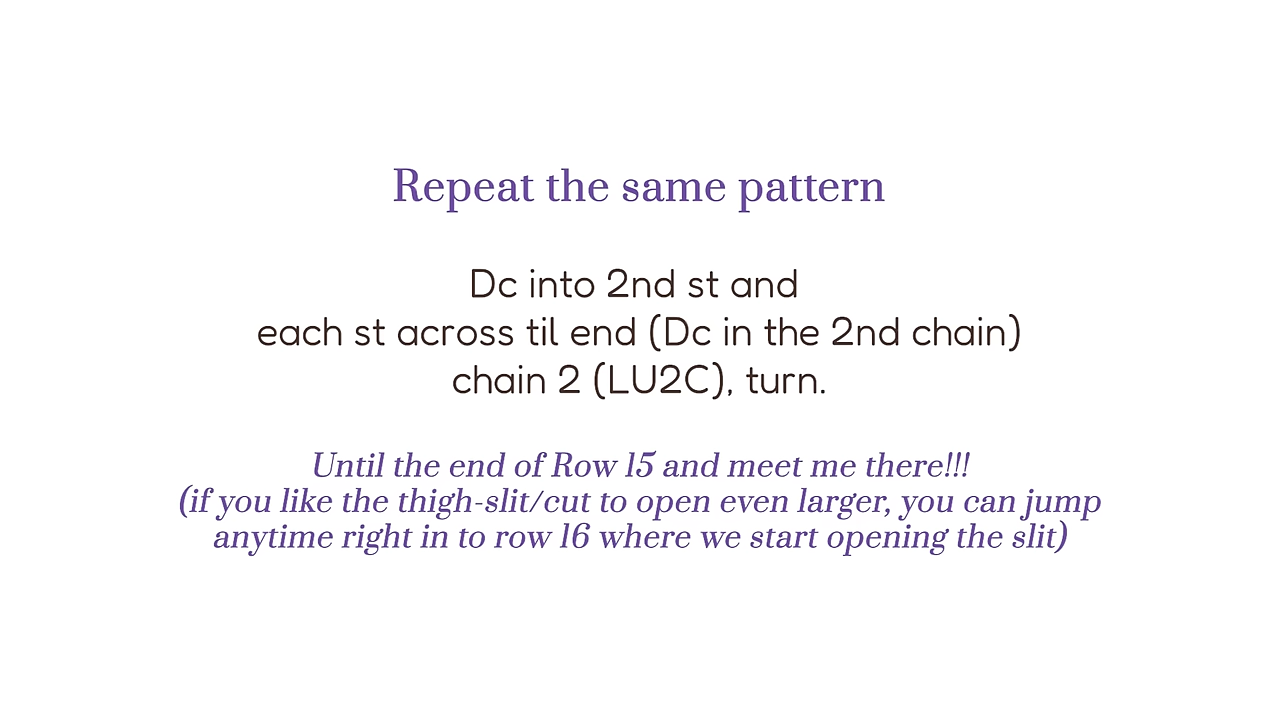 Repeat the same pattern
Dc into 2nd st and
each st across til end (Dc in the 2nd chain)
chain 2 (LU2C), turn.
Until the end of Row 15 and meet me there!!!
(if you like the thigh-slit/cut to open even larger, you can jump
anytime right in to row 16 where we start opening the slit)